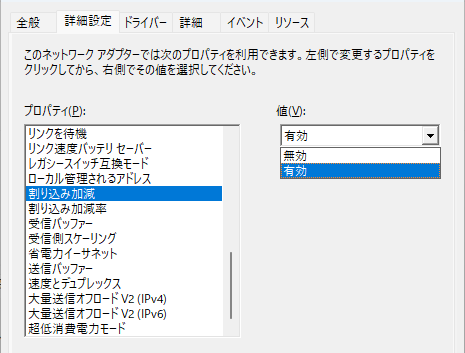 全般 詳細設定 ドライバー 詳細 イベント リソース
このネットワーク アダプターでは次のプロパティを利用できます。左側で変更するプロパティを
クリックしてから、右側でその値を選択してください。
プロパティ(P): 値(V):
有効
無効
有効
リンクを待機
リンク速度バッテリ セーバー
レガシースイッチ互換モード
ローカル管理されるアドレス
割り込み加減
割り込み加減率
受信バッファー
受信側スケーリング
省電力イーサネット
送信バッファー
速度とデュプレックス
大量送信オフロード V2 (IPv4)
大量送信オフロード V2 (IPv6)
超低消費電力モード